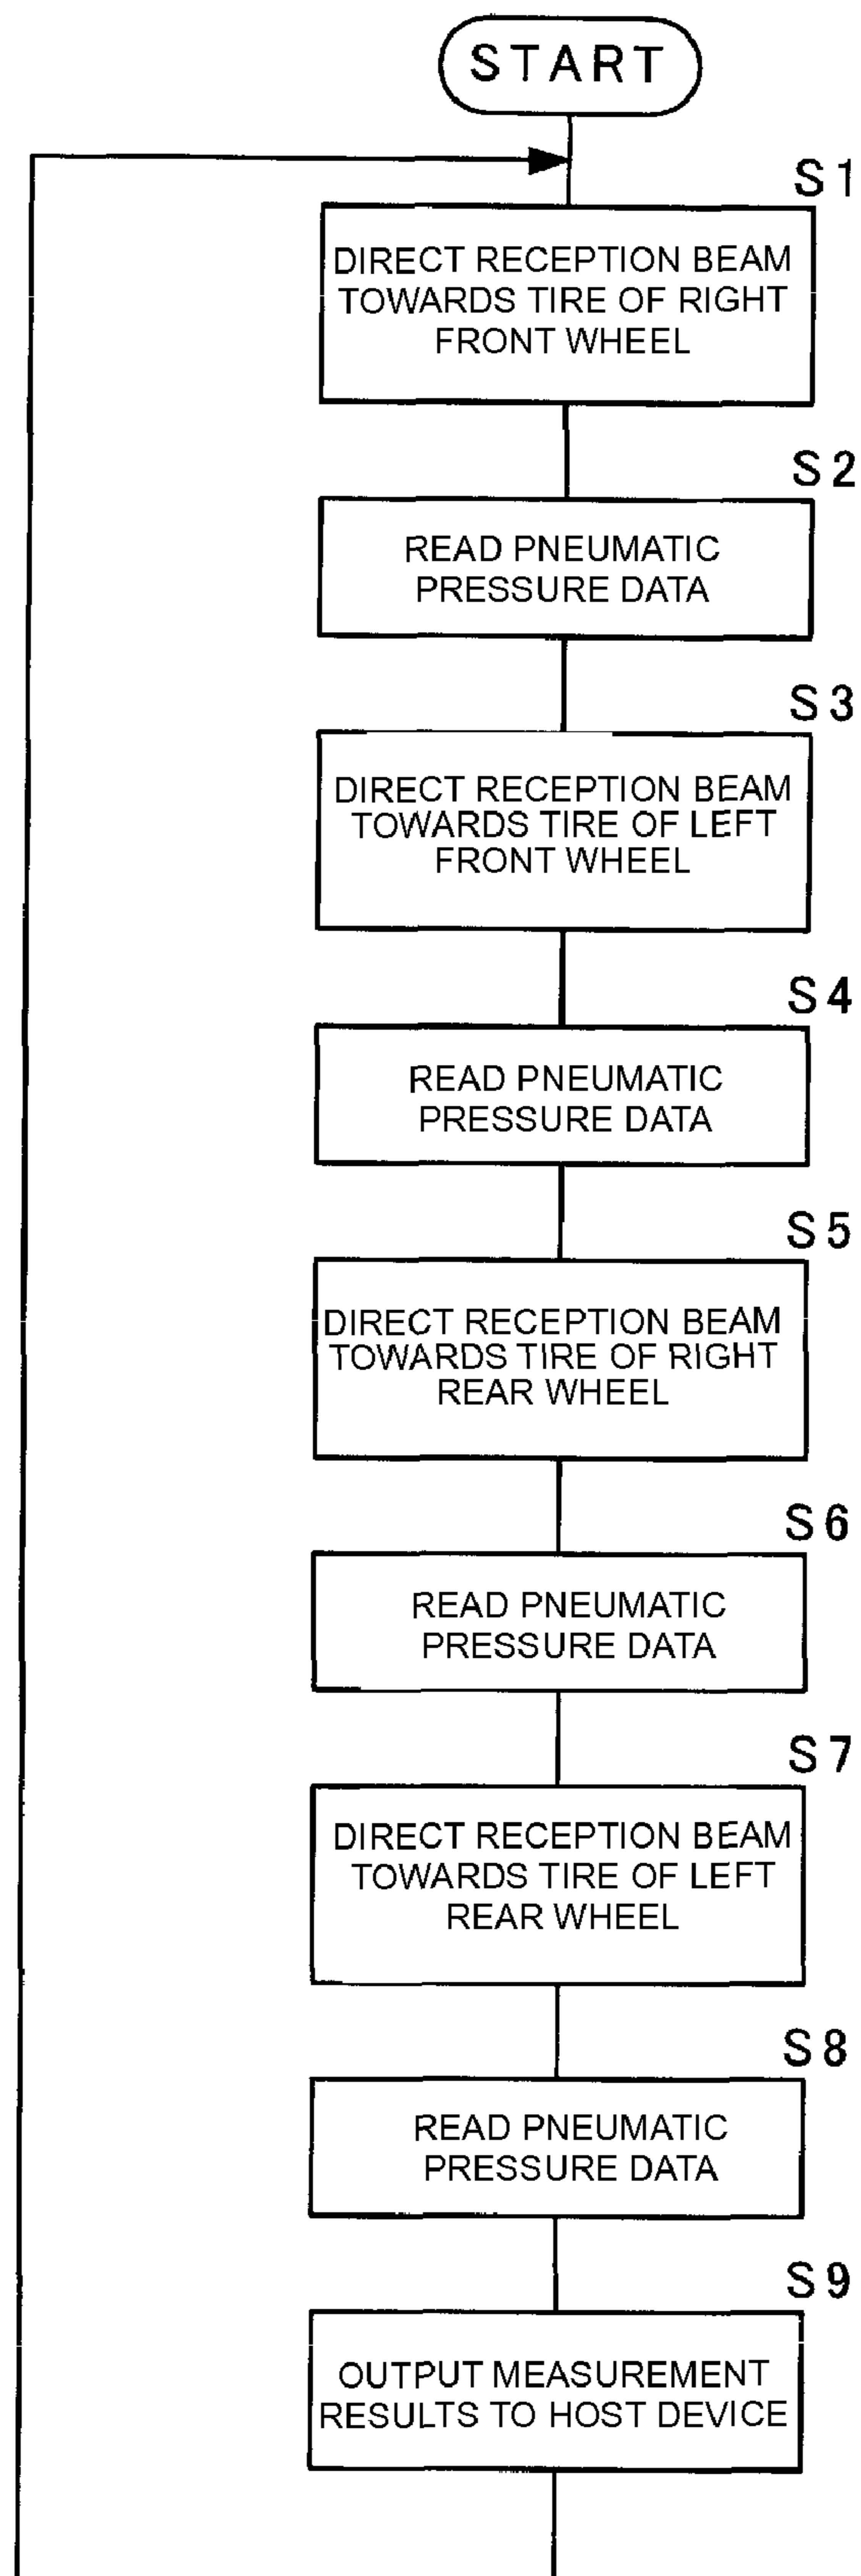 START
S1
DIRECT RECEPTION BEAM
TOWARDS TIRE OF RIGHT
FRONT WHEEL
S2
READ PNEUMATIC
PRESSURE DATA
S3
DIRECT RECEPTION BEAM
TOWARDS TIRE OF LEFT
FRONT WHEEL
S4
READ PNEUMATIC
PRESSURE DATA
S5
DIRECT RECEPTION BEAM
TOWARDS TIRE OF RIGHT
REAR WHEEL
S6
READ PNEUMATIC
PRESSURE DATA
S7
DIRECT RECEPTION BEAM
TOWARDS TIRE OF LEFT
REAR WHEEL
S8
READ PNEUMATIC
PRESSURE DATA
S9
OUTPUT MEASUREMENT
RESULTS TO HOST DEVICE